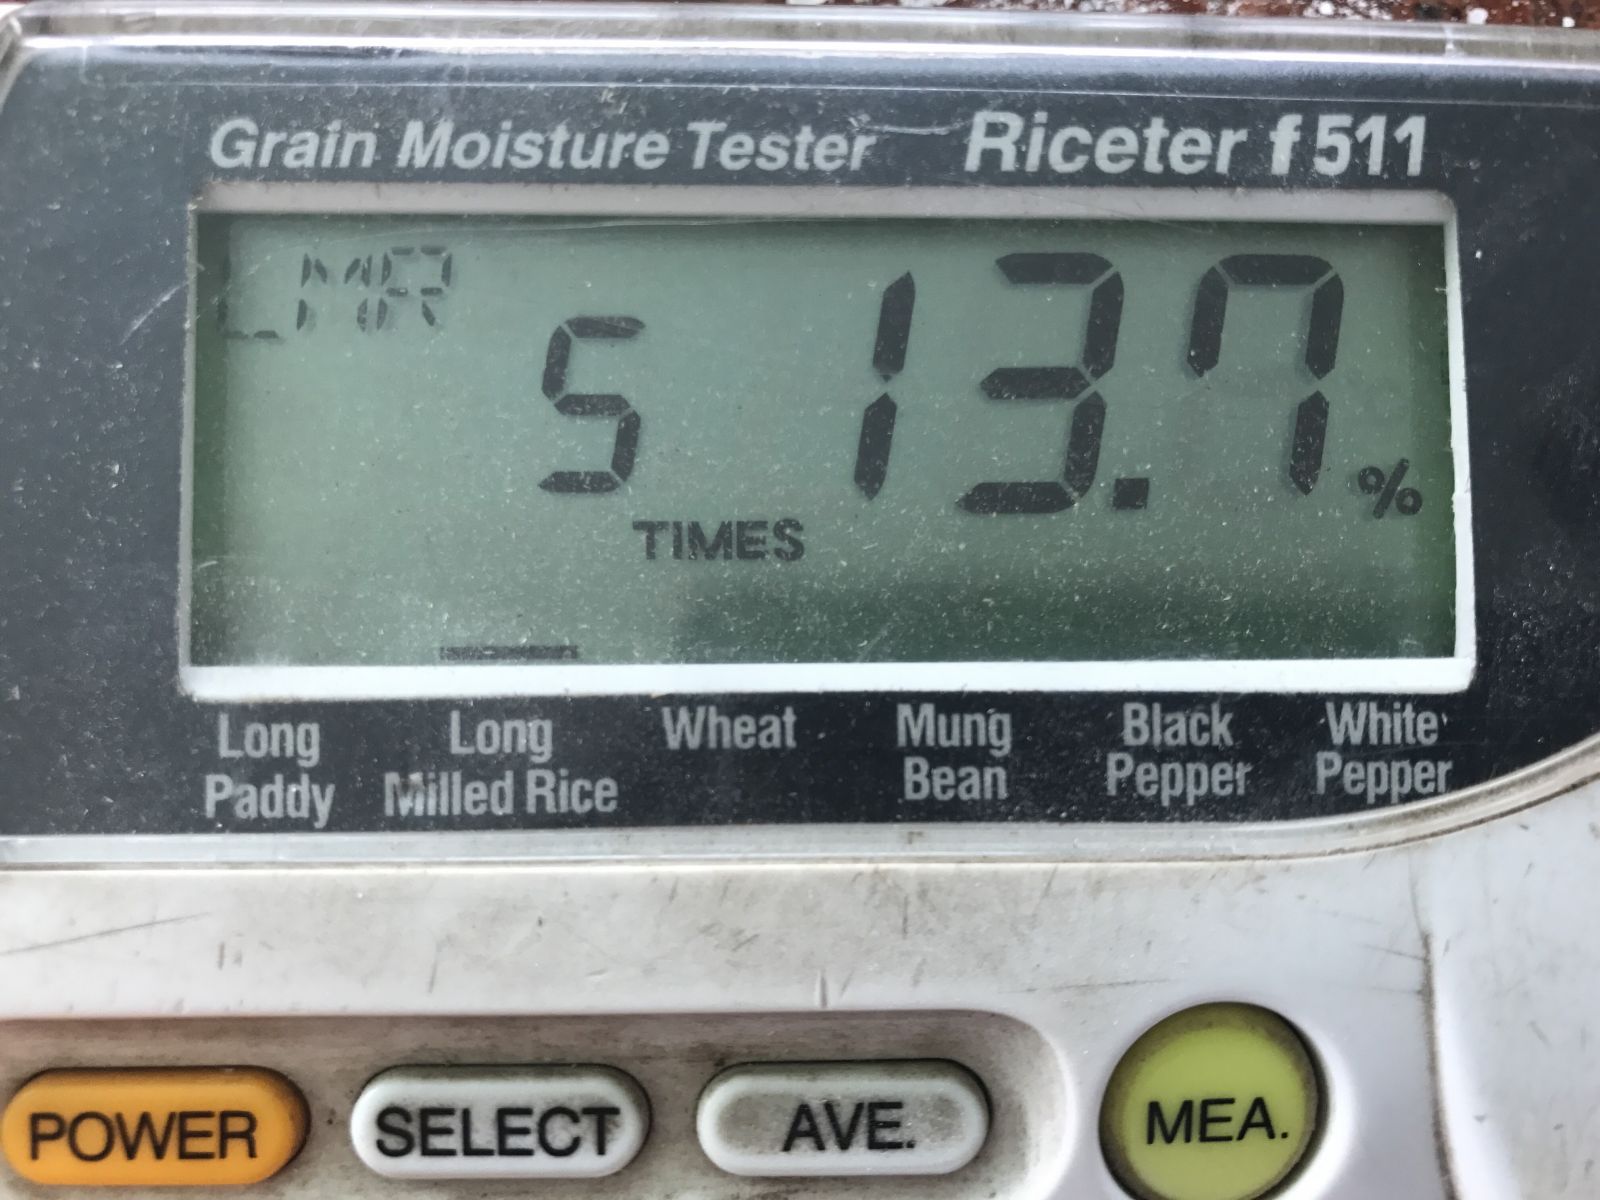 Grain Moisture Tester Riceter f511
LMR
5 13.7 %
TIMES
Long Paddy
Long Milled Rice
Wheat
Mung Bean
Black Pepper
White Pepper
POWER SELECT AVE. MEA.